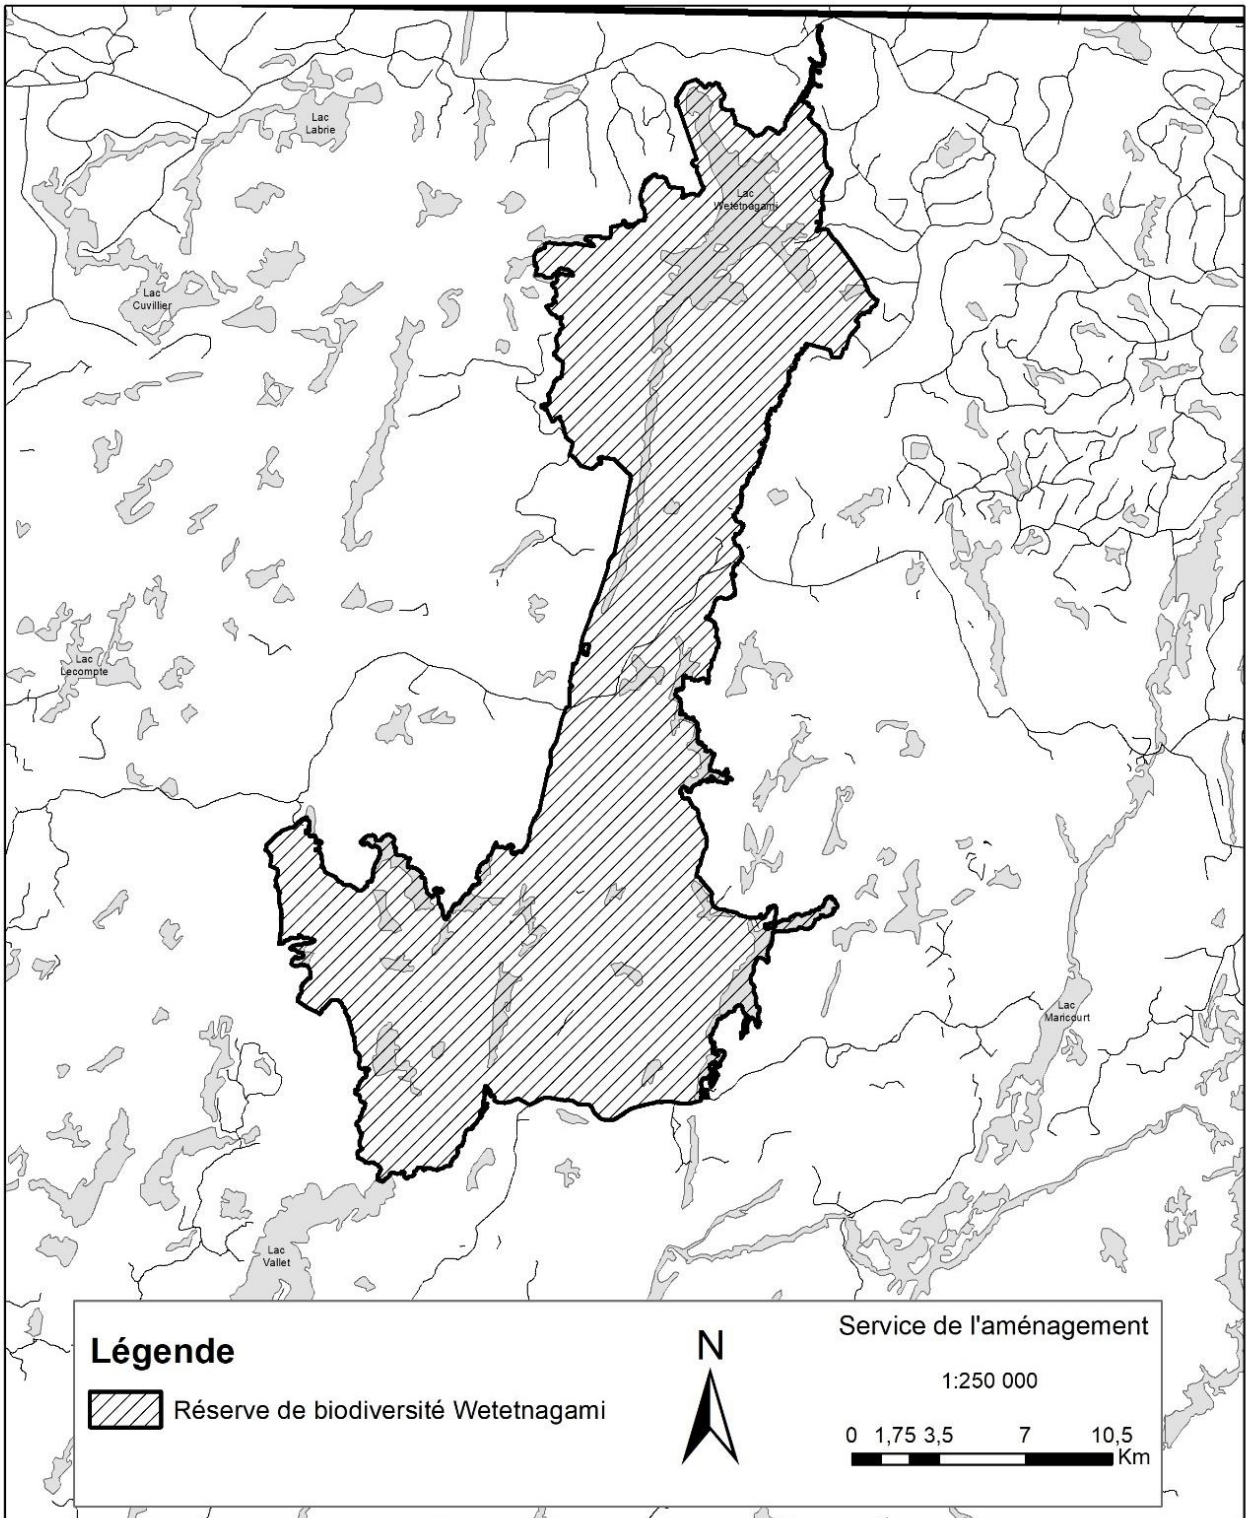 Lac
Labrie
Lac
Wetetnagami
Lac
Cuvillier
Lac
Lecompte
Lac
Maricourt
Lac
Vallet
Légende
Réserve de biodiversité Wetetnagami
N
Service de l'aménagement
1:250 000
0 1,75 3,5 7 10,5
Km